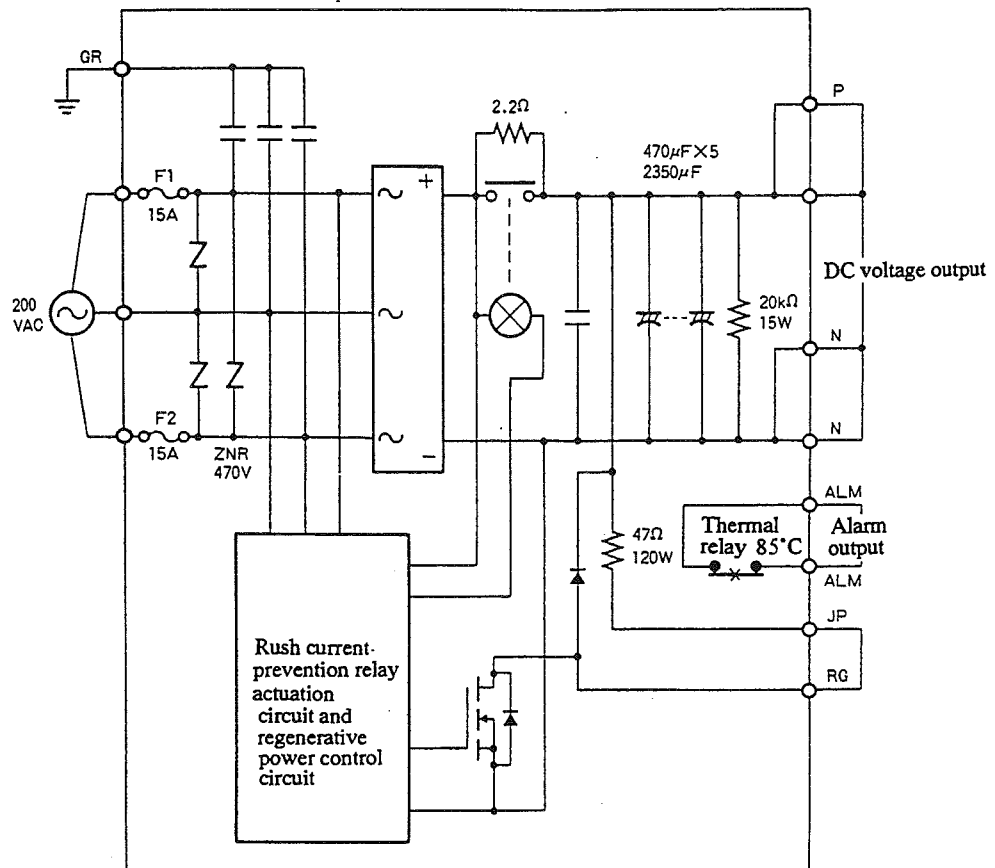 GR
P
2.2Ω
470μF×5
2350μF
F1
15A
200
VAC
DC voltage output
20kΩ
15W
N
F2
15A
ZNR
470V
N
ALM
Thermal
relay 85°C
Alarm
output
ALM
47Ω
120W
JP
RG
Rush current-
prevention relay
actuation
circuit and
regenerative
power control
circuit